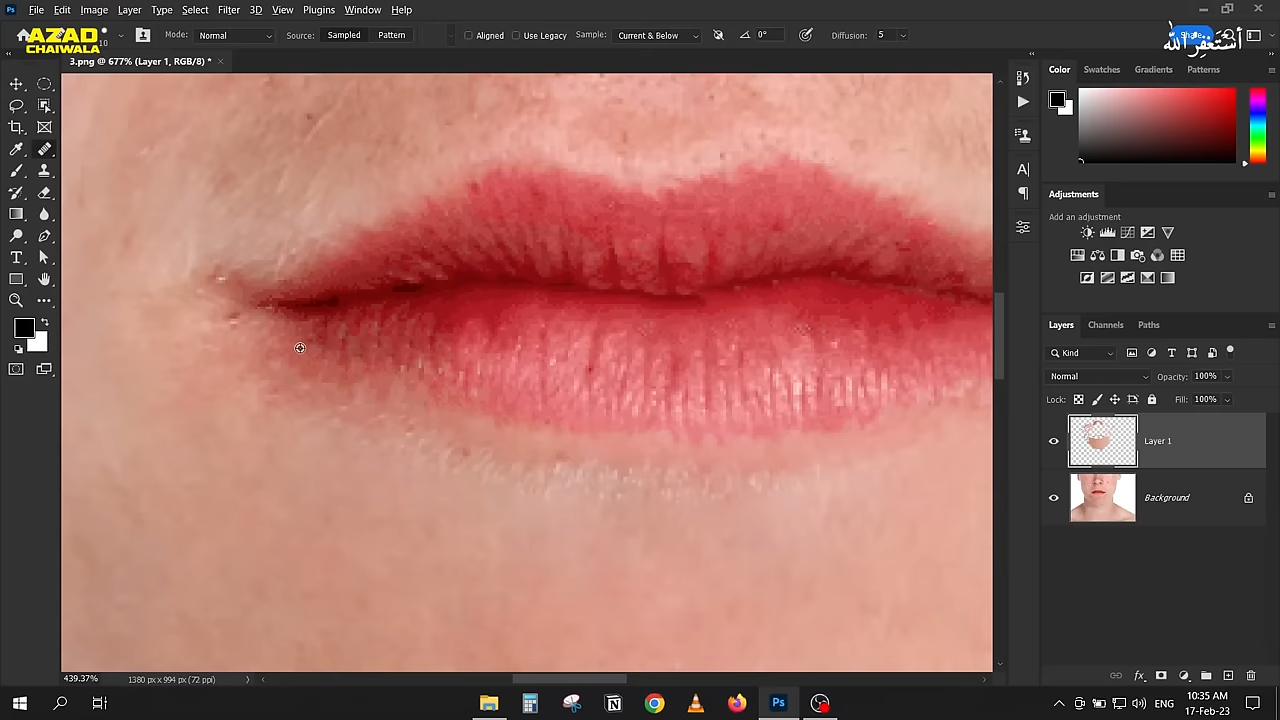 File Edit Image Layer Type Select Filter 3D View Plugins Window Help
AZAD
CHAIWALA
10 Mode: Normal Source: Sampled Pattern Aligned Use Legacy Sample: Current & Below 0° Diffusion: 5
أستغفر الله
3.png @ 677% (Layer 1, RGB/8) *
Color Swatches Gradients Patterns
Adjustments
Add an adjustment
Layers Channels Paths
Kind
Normal Opacity: 100%
Lock: Fill: 100%
Layer 1
Background
439.37% 1380 px x 994 px (72 ppi)
10:35 AM
ENG
17-Feb-23